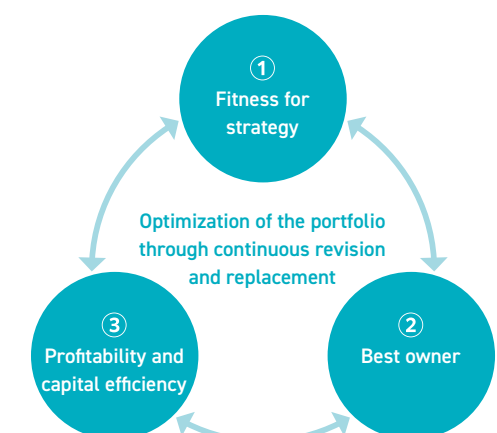 ①
Fitness for
strategy
Optimization of the portfolio
through continuous revision
and replacement
③
Profitability and
capital efficiency
②
Best owner